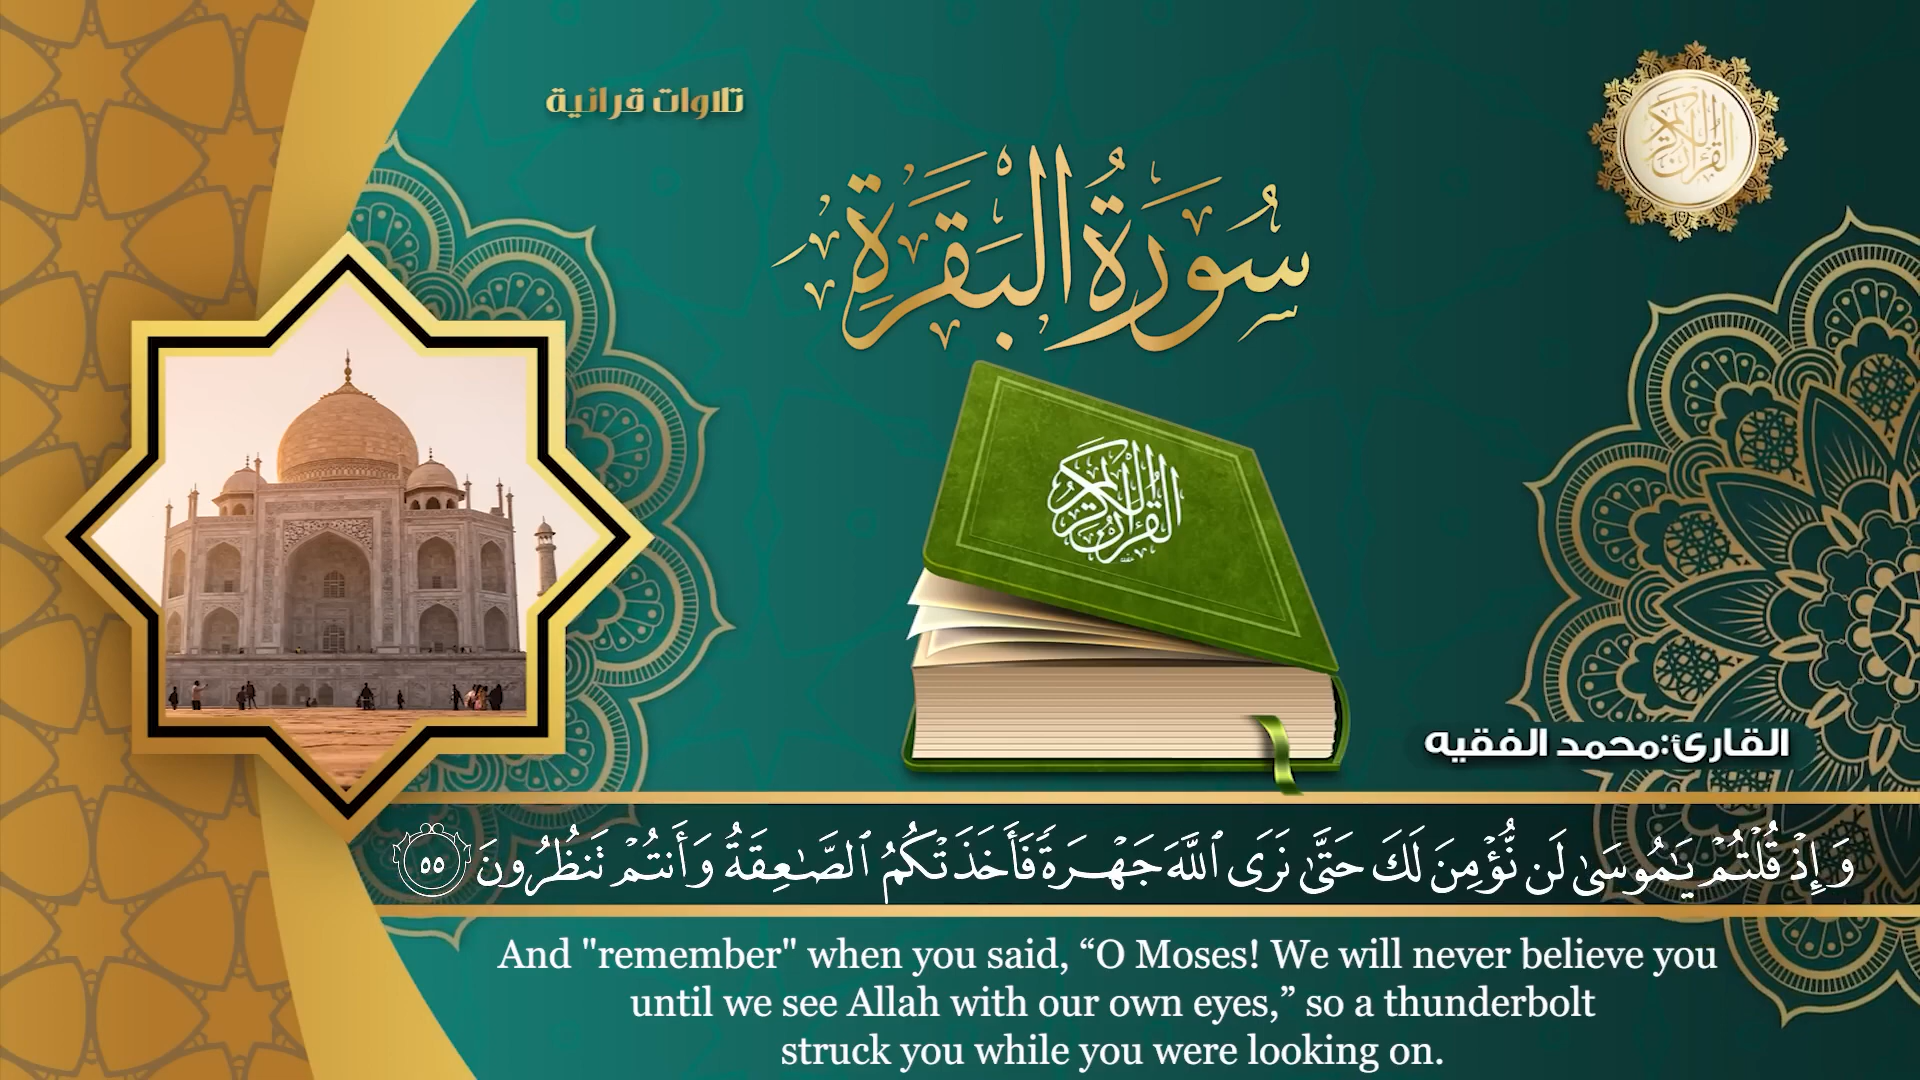 تلاوات قرانية
القرآن الكريم
سُورَةُ البَقَرَةِ
القرآن الكريم
القارئ:محمد الفقيه
وَإِذْ قُلْتُمْ يَٰمُوسَىٰ لَن نُّؤْمِنَ لَكَ حَتَّىٰ نَرَى ٱللَّهَ جَهْرَةً فَأَخَذَتْكُمُ ٱلصَّٰعِقَةُ وَأَنتُمْ تَنظُرُونَ ٥٥
And "remember" when you said, “O Moses! We will never believe you
until we see Allah with our own eyes,” so a thunderbolt
struck you while you were looking on.